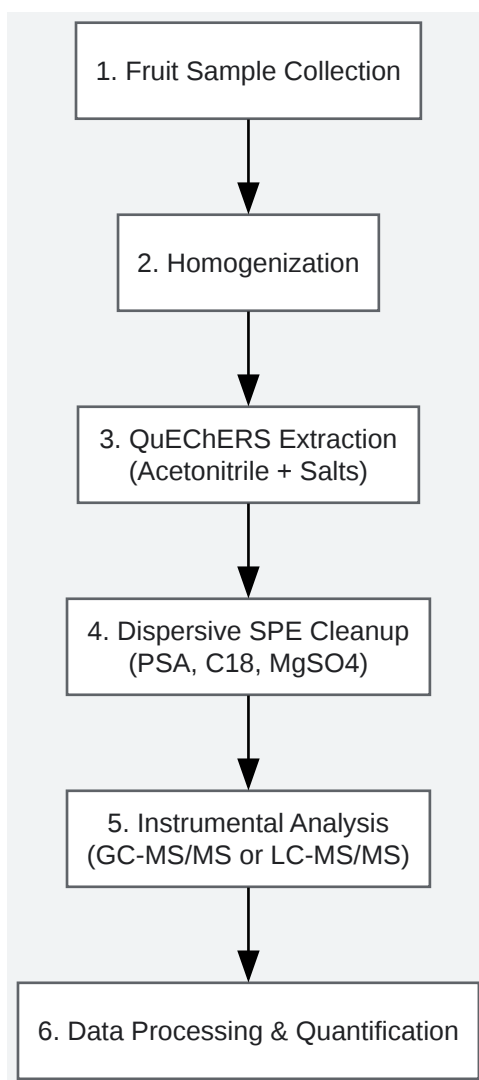 1. Fruit Sample Collection
2. Homogenization
3. QuEChERS Extraction
(Acetonitrile + Salts)
4. Dispersive SPE Cleanup
(PSA, C18, MgSO4)
5. Instrumental Analysis
(GC-MS/MS or LC-MS/MS)
6. Data Processing & Quantification